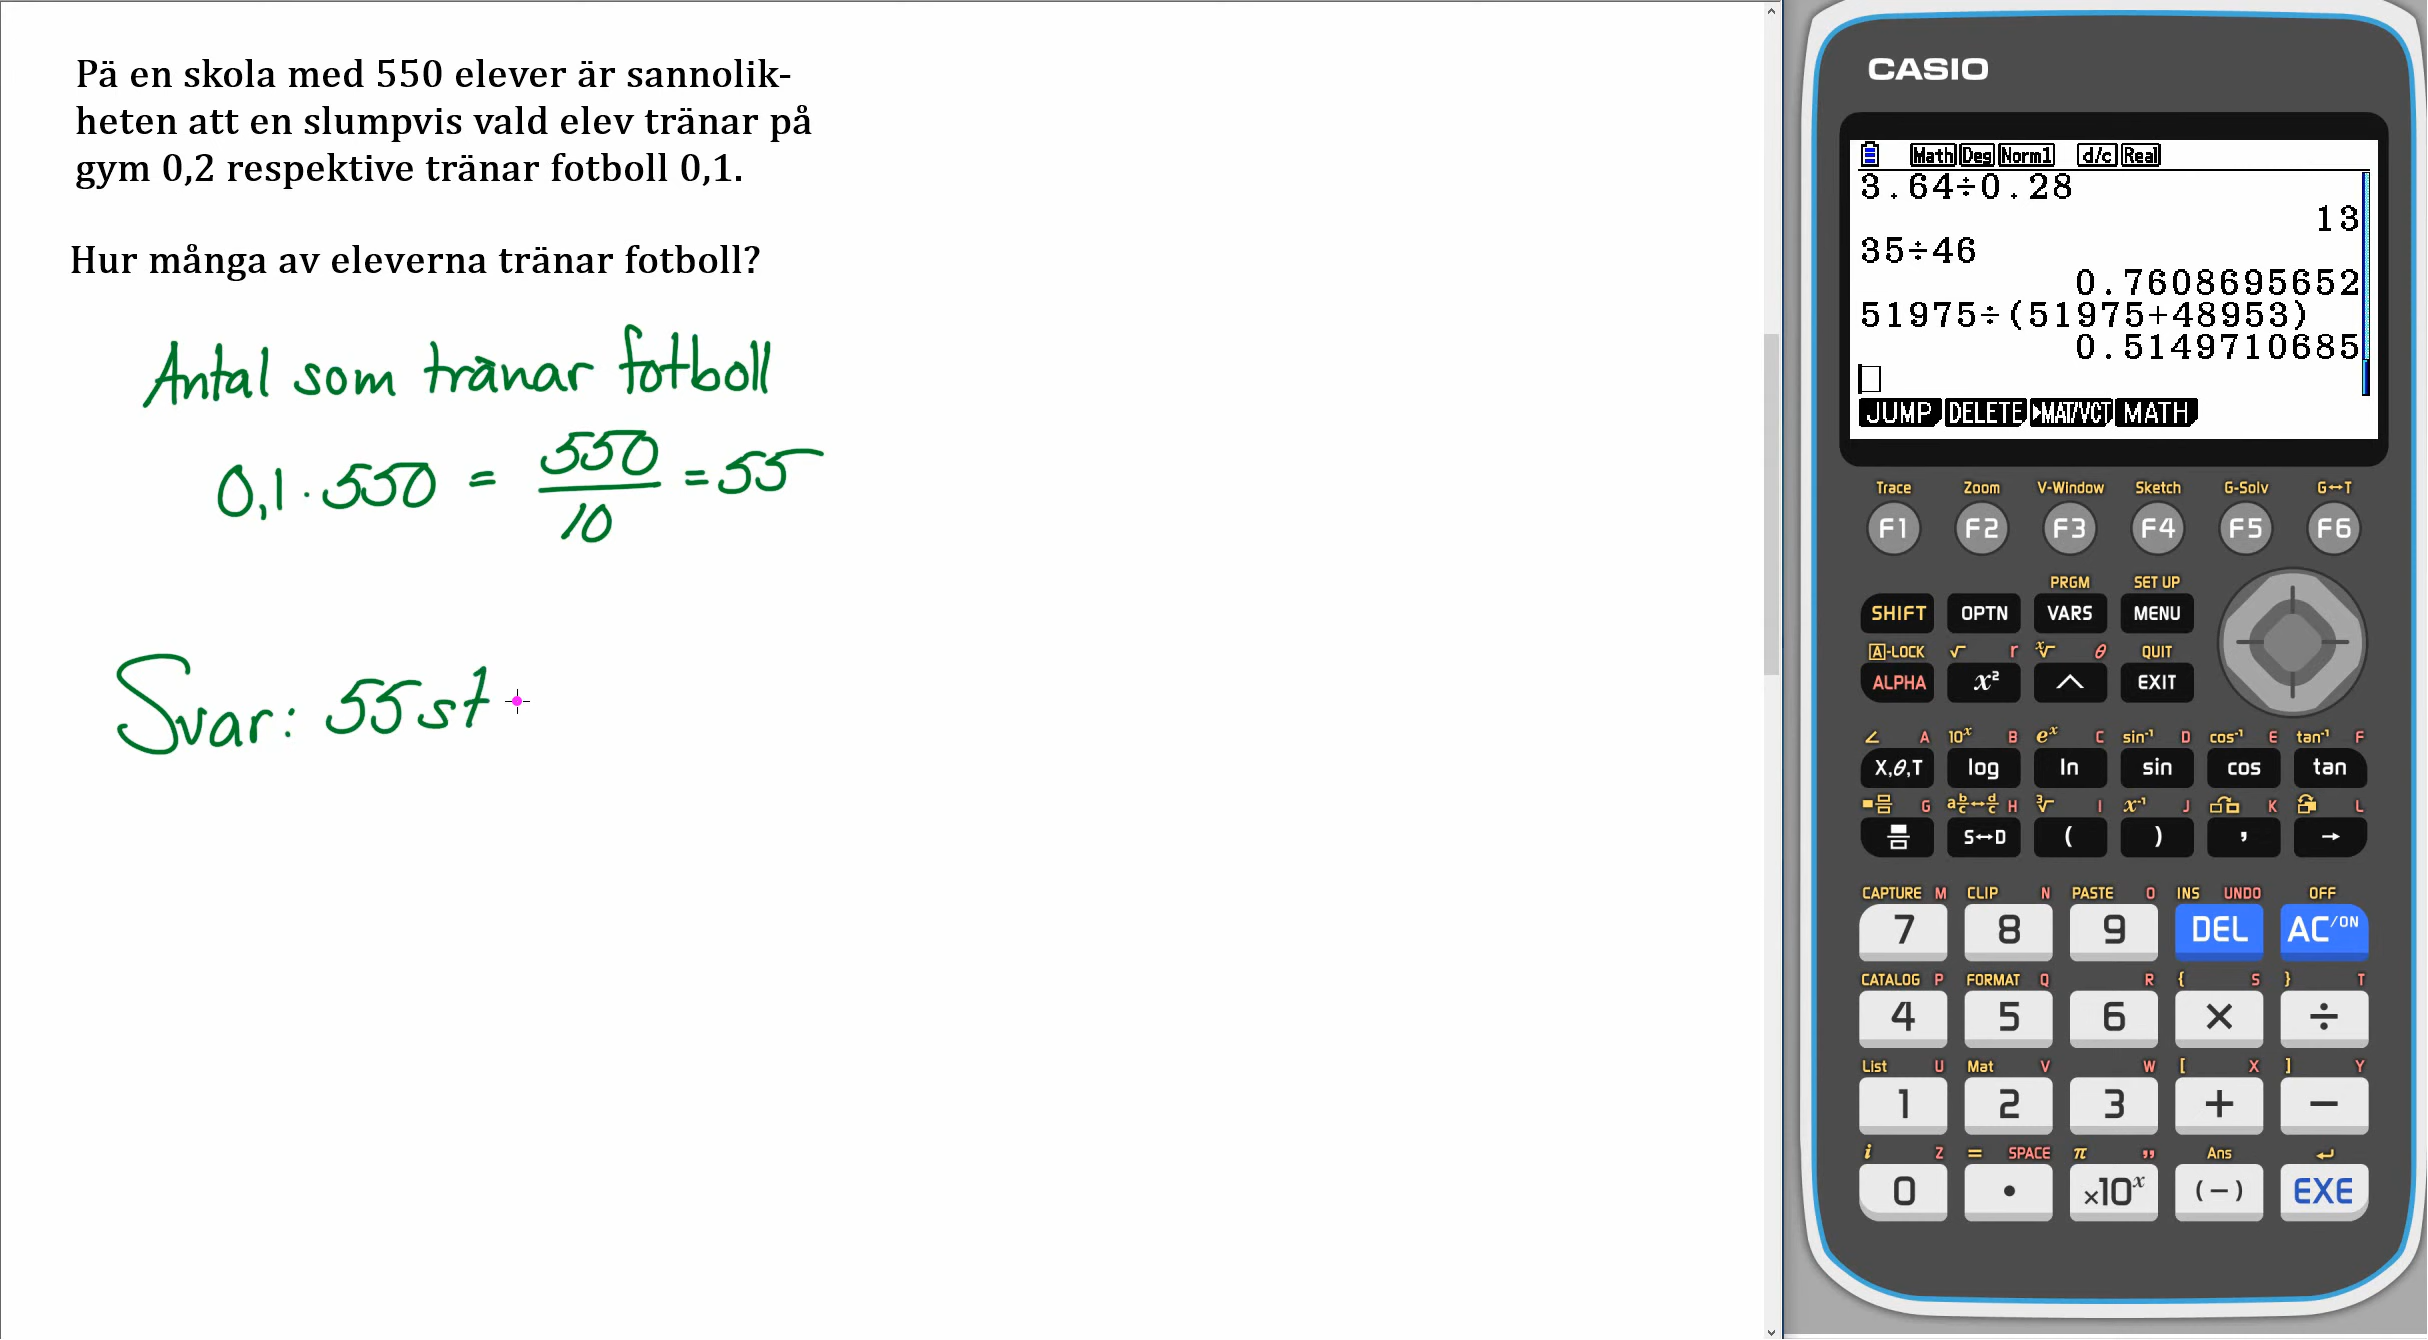 Pä en skola med 550 elever är sannolik-
heten att en slumpvis vald elev tränar på
gym 0,2 respektive tränar fotboll 0,1.
Hur många av eleverna tränar fotboll?
Antal som tränar fotboll
0,1 · 550 = 550/10 = 55
Svar: 55 st
CASIO
Math Deg Norm1 d/c Real
3.64÷0.28
13
35÷46
0.7608695652
51975÷(51975+48953)
0.5149710685
JUMP DELETE ▶MAT/VCT MATH
Trace Zoom V-Window Sketch G-Solv G↔T
F1 F2 F3 F4 F5 F6
PRGM SET UP
SHIFT OPTN VARS MENU
A-LOCK √ r ˣ√ θ QUIT
ALPHA x² ^ EXIT
∠ A 10ˣ B eˣ C sin⁻¹ D cos⁻¹ E tan⁻¹ F
X,θ,T log ln sin cos tan
G a b/c↔d/c H ³√ I x⁻¹ J K L
S↔D ( ) , →
CAPTURE M CLIP N PASTE O INS UNDO OFF
7 8 9 DEL AC/ON
CATALOG P FORMAT Q R { S } T
4 5 6 × ÷
List U Mat V W [ X ] Y
1 2 3 + −
i Z = SPACE π " Ans ↵
0 • ×10ˣ (−) EXE